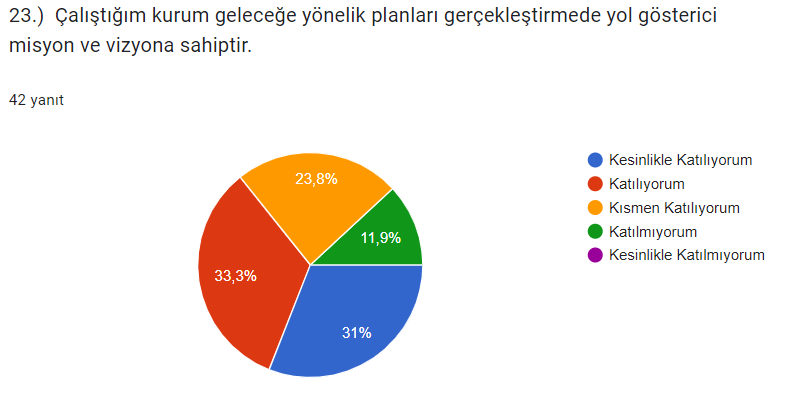 23.) Çalıştığım kurum geleceğe yönelik planları gerçekleştirmede yol gösterici
misyon ve vizyona sahiptir.
42 yanıt
23,8%
11,9%
33,3%
31%
Kesinlikle Katılıyorum
Katılıyorum
Kısmen Katılıyorum
Katılmıyorum
Kesinlikle Katılmıyorum